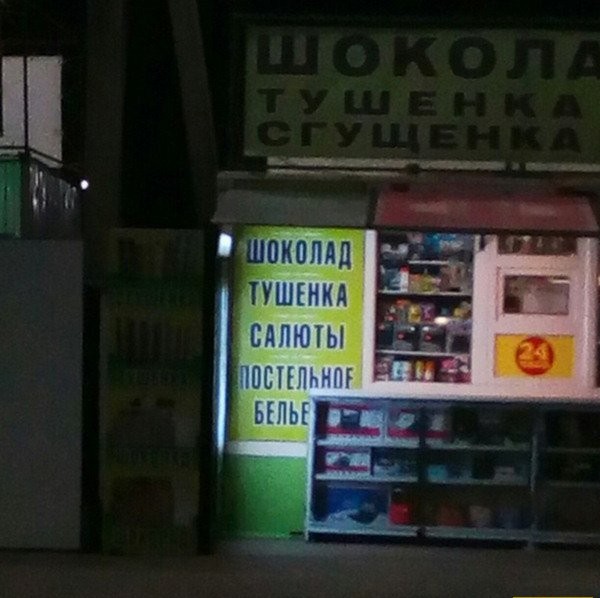 ШОКОЛА
ТУШЕНКА
СГУЩЕНКА
ШОКОЛАД
ТУШЕНКА
САЛЮТЫ
ПОСТЕЛЬНОЕ
БЕЛЬЕ
24